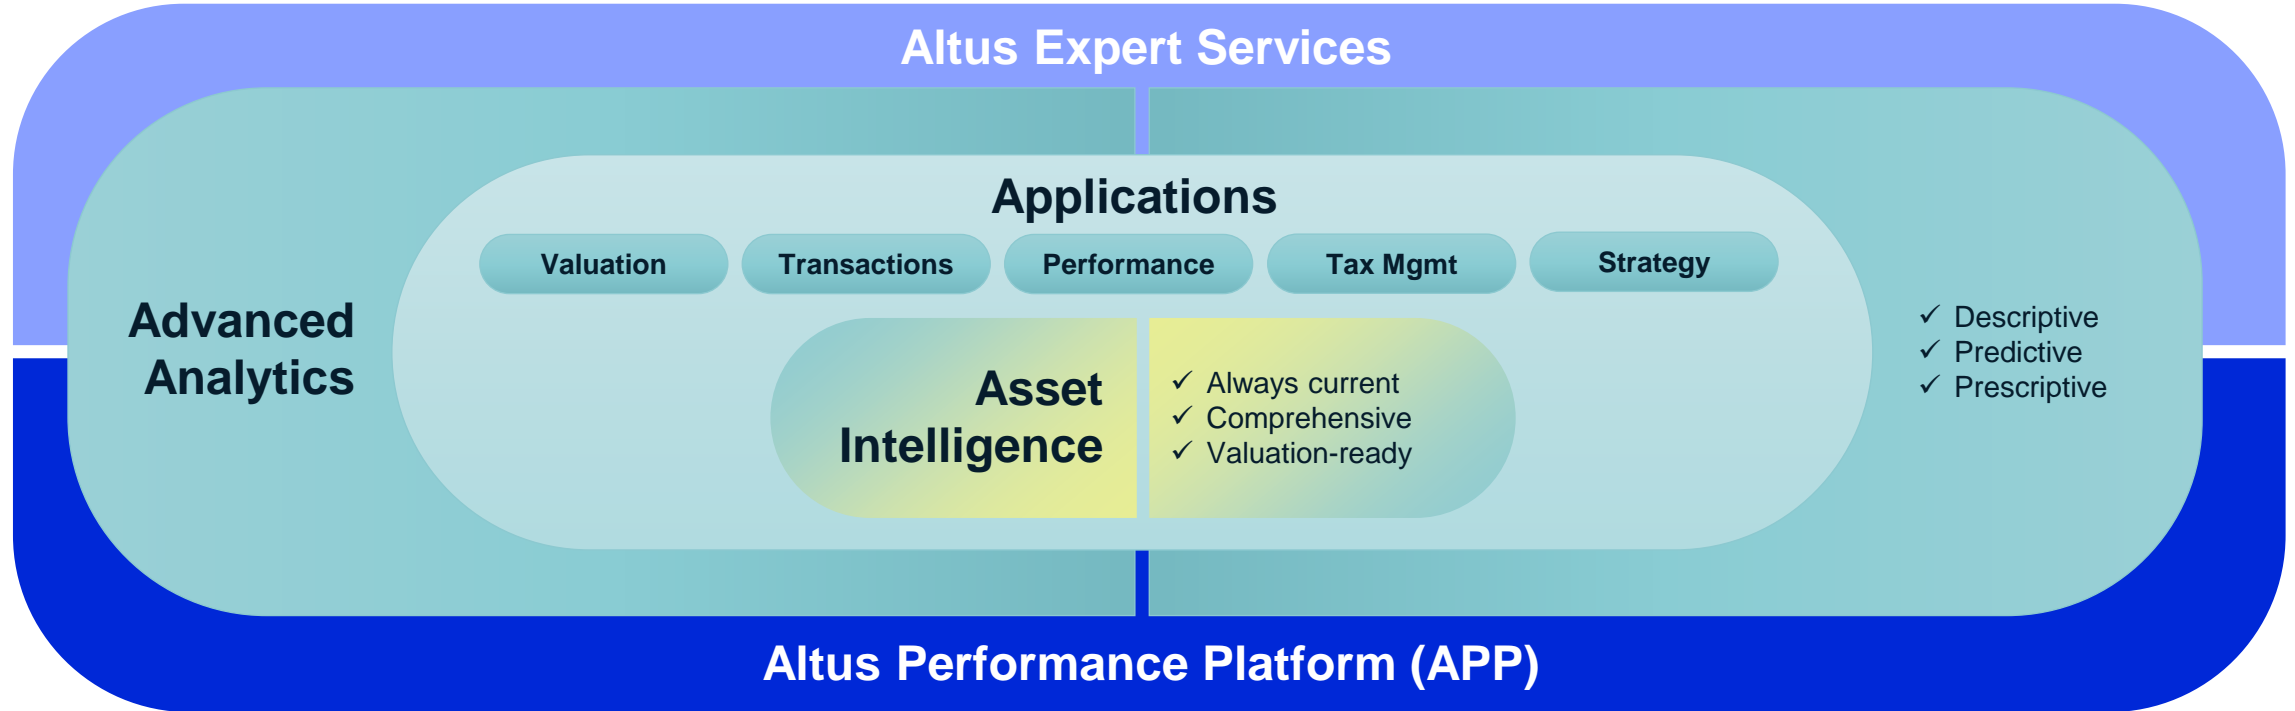 Altus Expert Services
Applications
Valuation
Transactions
Performance
Tax Mgmt
Strategy
Advanced
Analytics
Asset
Intelligence
✓ Always current
✓ Comprehensive
✓ Valuation-ready
✓ Descriptive
✓ Predictive
✓ Prescriptive
Altus Performance Platform (APP)